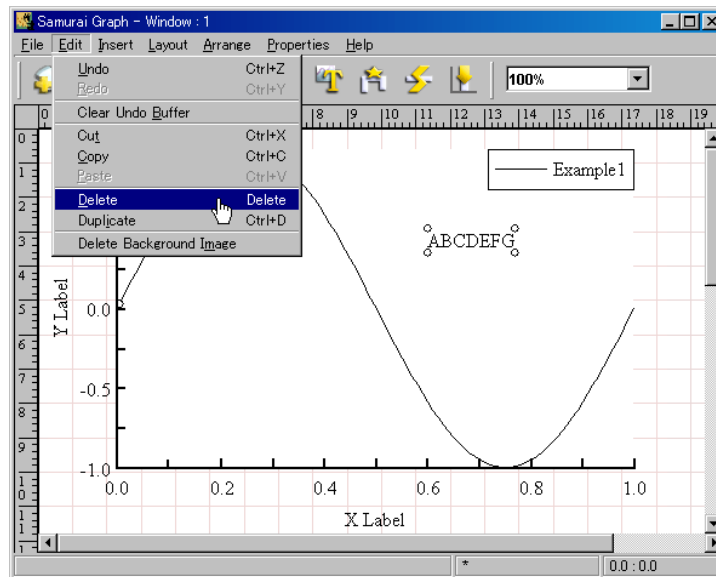 Samurai Graph - Window : 1
File Edit Insert Layout Arrange Properties Help
Undo Ctrl+Z
Redo Ctrl+Y
Clear Undo Buffer
Cut Ctrl+X
Copy Ctrl+C
Paste Ctrl+V
Delete Delete
Duplicate Ctrl+D
Delete Background Image
100%
0 8 9 10 11 12 13 14 15 16 17 18 19
0
1
2
3
4
5
6
7
8
9
10
11
Example1
ABCDEFG
Y Label
0.0
-0.5
-1.0
0.0 0.2 0.4 0.6 0.8 1.0
X Label
* 0.0 : 0.0